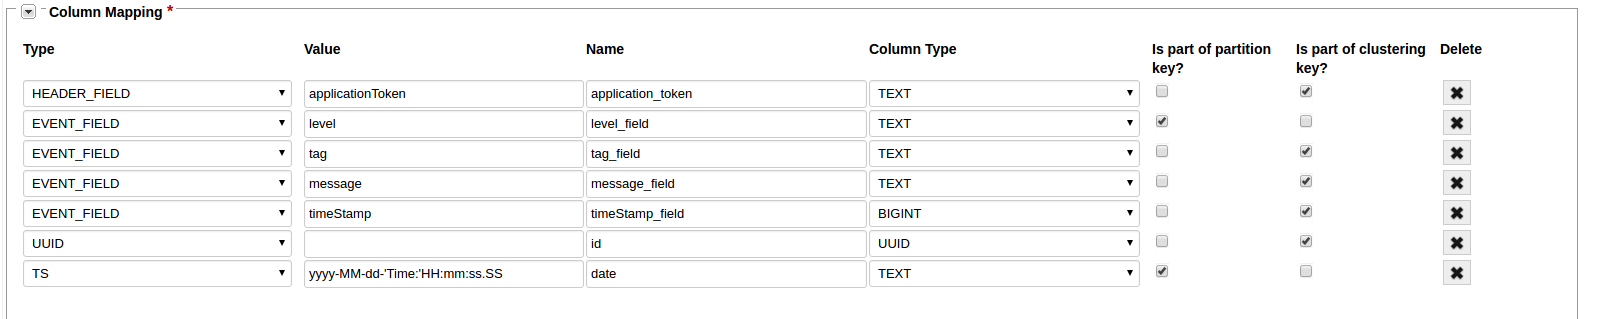 Column Mapping *
Type Value Name Column Type Is part of partition key? Is part of clustering key? Delete
HEADER_FIELD applicationToken application_token TEXT
EVENT_FIELD level level_field TEXT
EVENT_FIELD tag tag_field TEXT
EVENT_FIELD message message_field TEXT
EVENT_FIELD timeStamp timeStamp_field BIGINT
UUID id UUID
TS yyyy-MM-dd-'Time:'HH:mm:ss.SS date TEXT